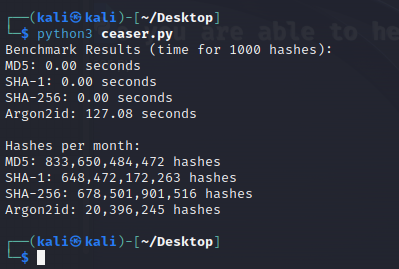 ┌──(kali㉿kali)-[~/Desktop]
└─$ python3 ceaser.py
Benchmark Results (time for 1000 hashes):
MD5: 0.00 seconds
SHA-1: 0.00 seconds
SHA-256: 0.00 seconds
Argon2id: 127.08 seconds
Hashes per month:
MD5: 833,650,484,472 hashes
SHA-1: 648,472,172,263 hashes
SHA-256: 678,501,901,516 hashes
Argon2id: 20,396,245 hashes
┌──(kali㉿kali)-[~/Desktop]
└─$